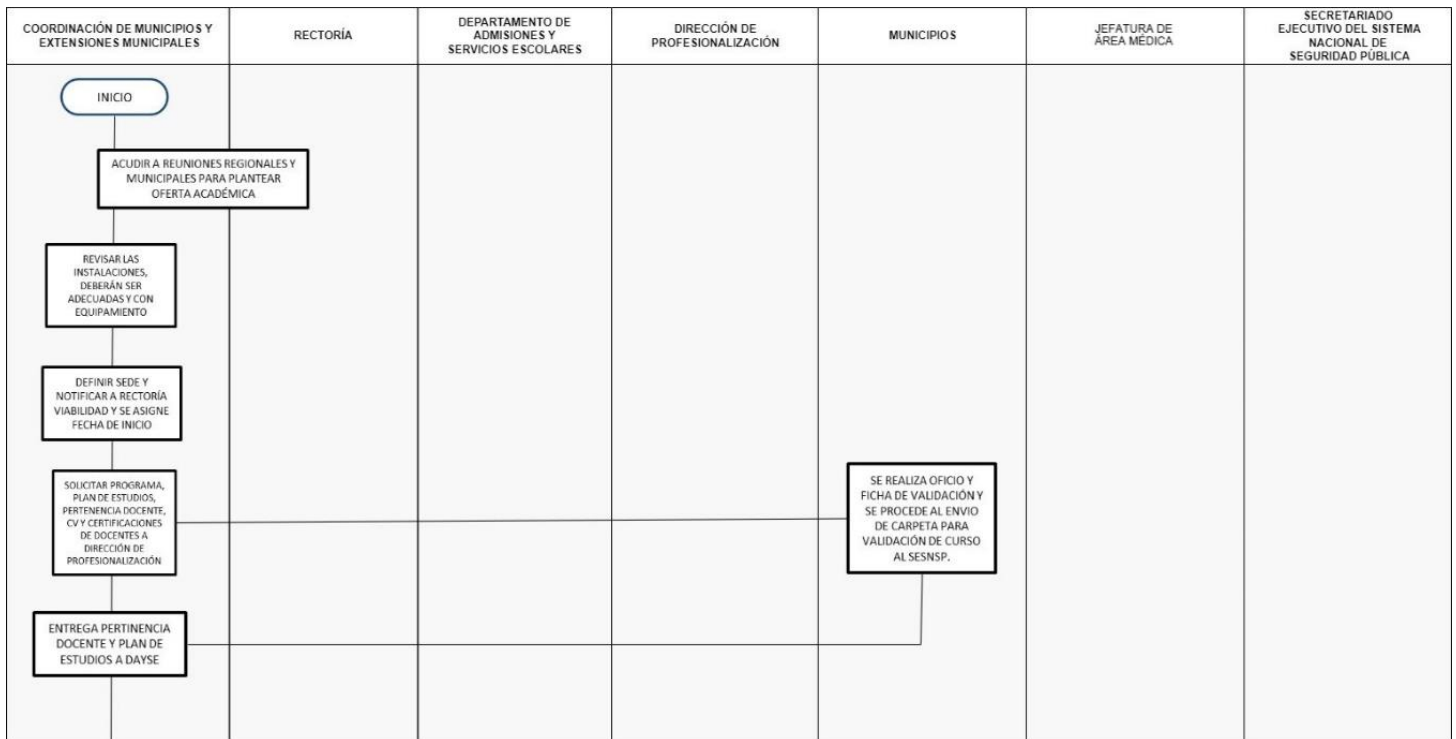 COORDINACIÓN DE MUNICIPIOS Y
EXTENSIONES MUNICIPALES
RECTORÍA
DEPARTAMENTO DE
ADMISIONES Y
SERVICIOS ESCOLARES
DIRECCIÓN DE
PROFESIONALIZACIÓN
MUNICIPIOS
JEFATURA DE
ÁREA MÉDICA
SECRETARIADO
EJECUTIVO DEL SISTEMA
NACIONAL DE
SEGURIDAD PÚBLICA
INICIO
ACUDIR A REUNIONES REGIONALES Y
MUNICIPALES PARA PLANTEAR
OFERTA ACADÉMICA
REVISAR LAS
INSTALACIONES,
DEBERÁN SER
ADECUADAS Y CON
EQUIPAMIENTO
DEFINIR SEDE Y
NOTIFICAR A RECTORÍA
VIABILIDAD Y SE ASIGNE
FECHA DE INICIO
SOLICITAR PROGRAMA,
PLAN DE ESTUDIOS,
PERTENENCIA DOCENTE,
CV Y CERTIFICACIONES
DE DOCENTES A
DIRECCIÓN DE
PROFESIONALIZACIÓN
SE REALIZA OFICIO Y
FICHA DE VALIDACIÓN Y
SE PROCEDE AL ENVIO
DE CARPETA PARA
VALIDACIÓN DE CURSO
AL SESNSP.
ENTREGA PERTINENCIA
DOCENTE Y PLAN DE
ESTUDIOS A DAYSE